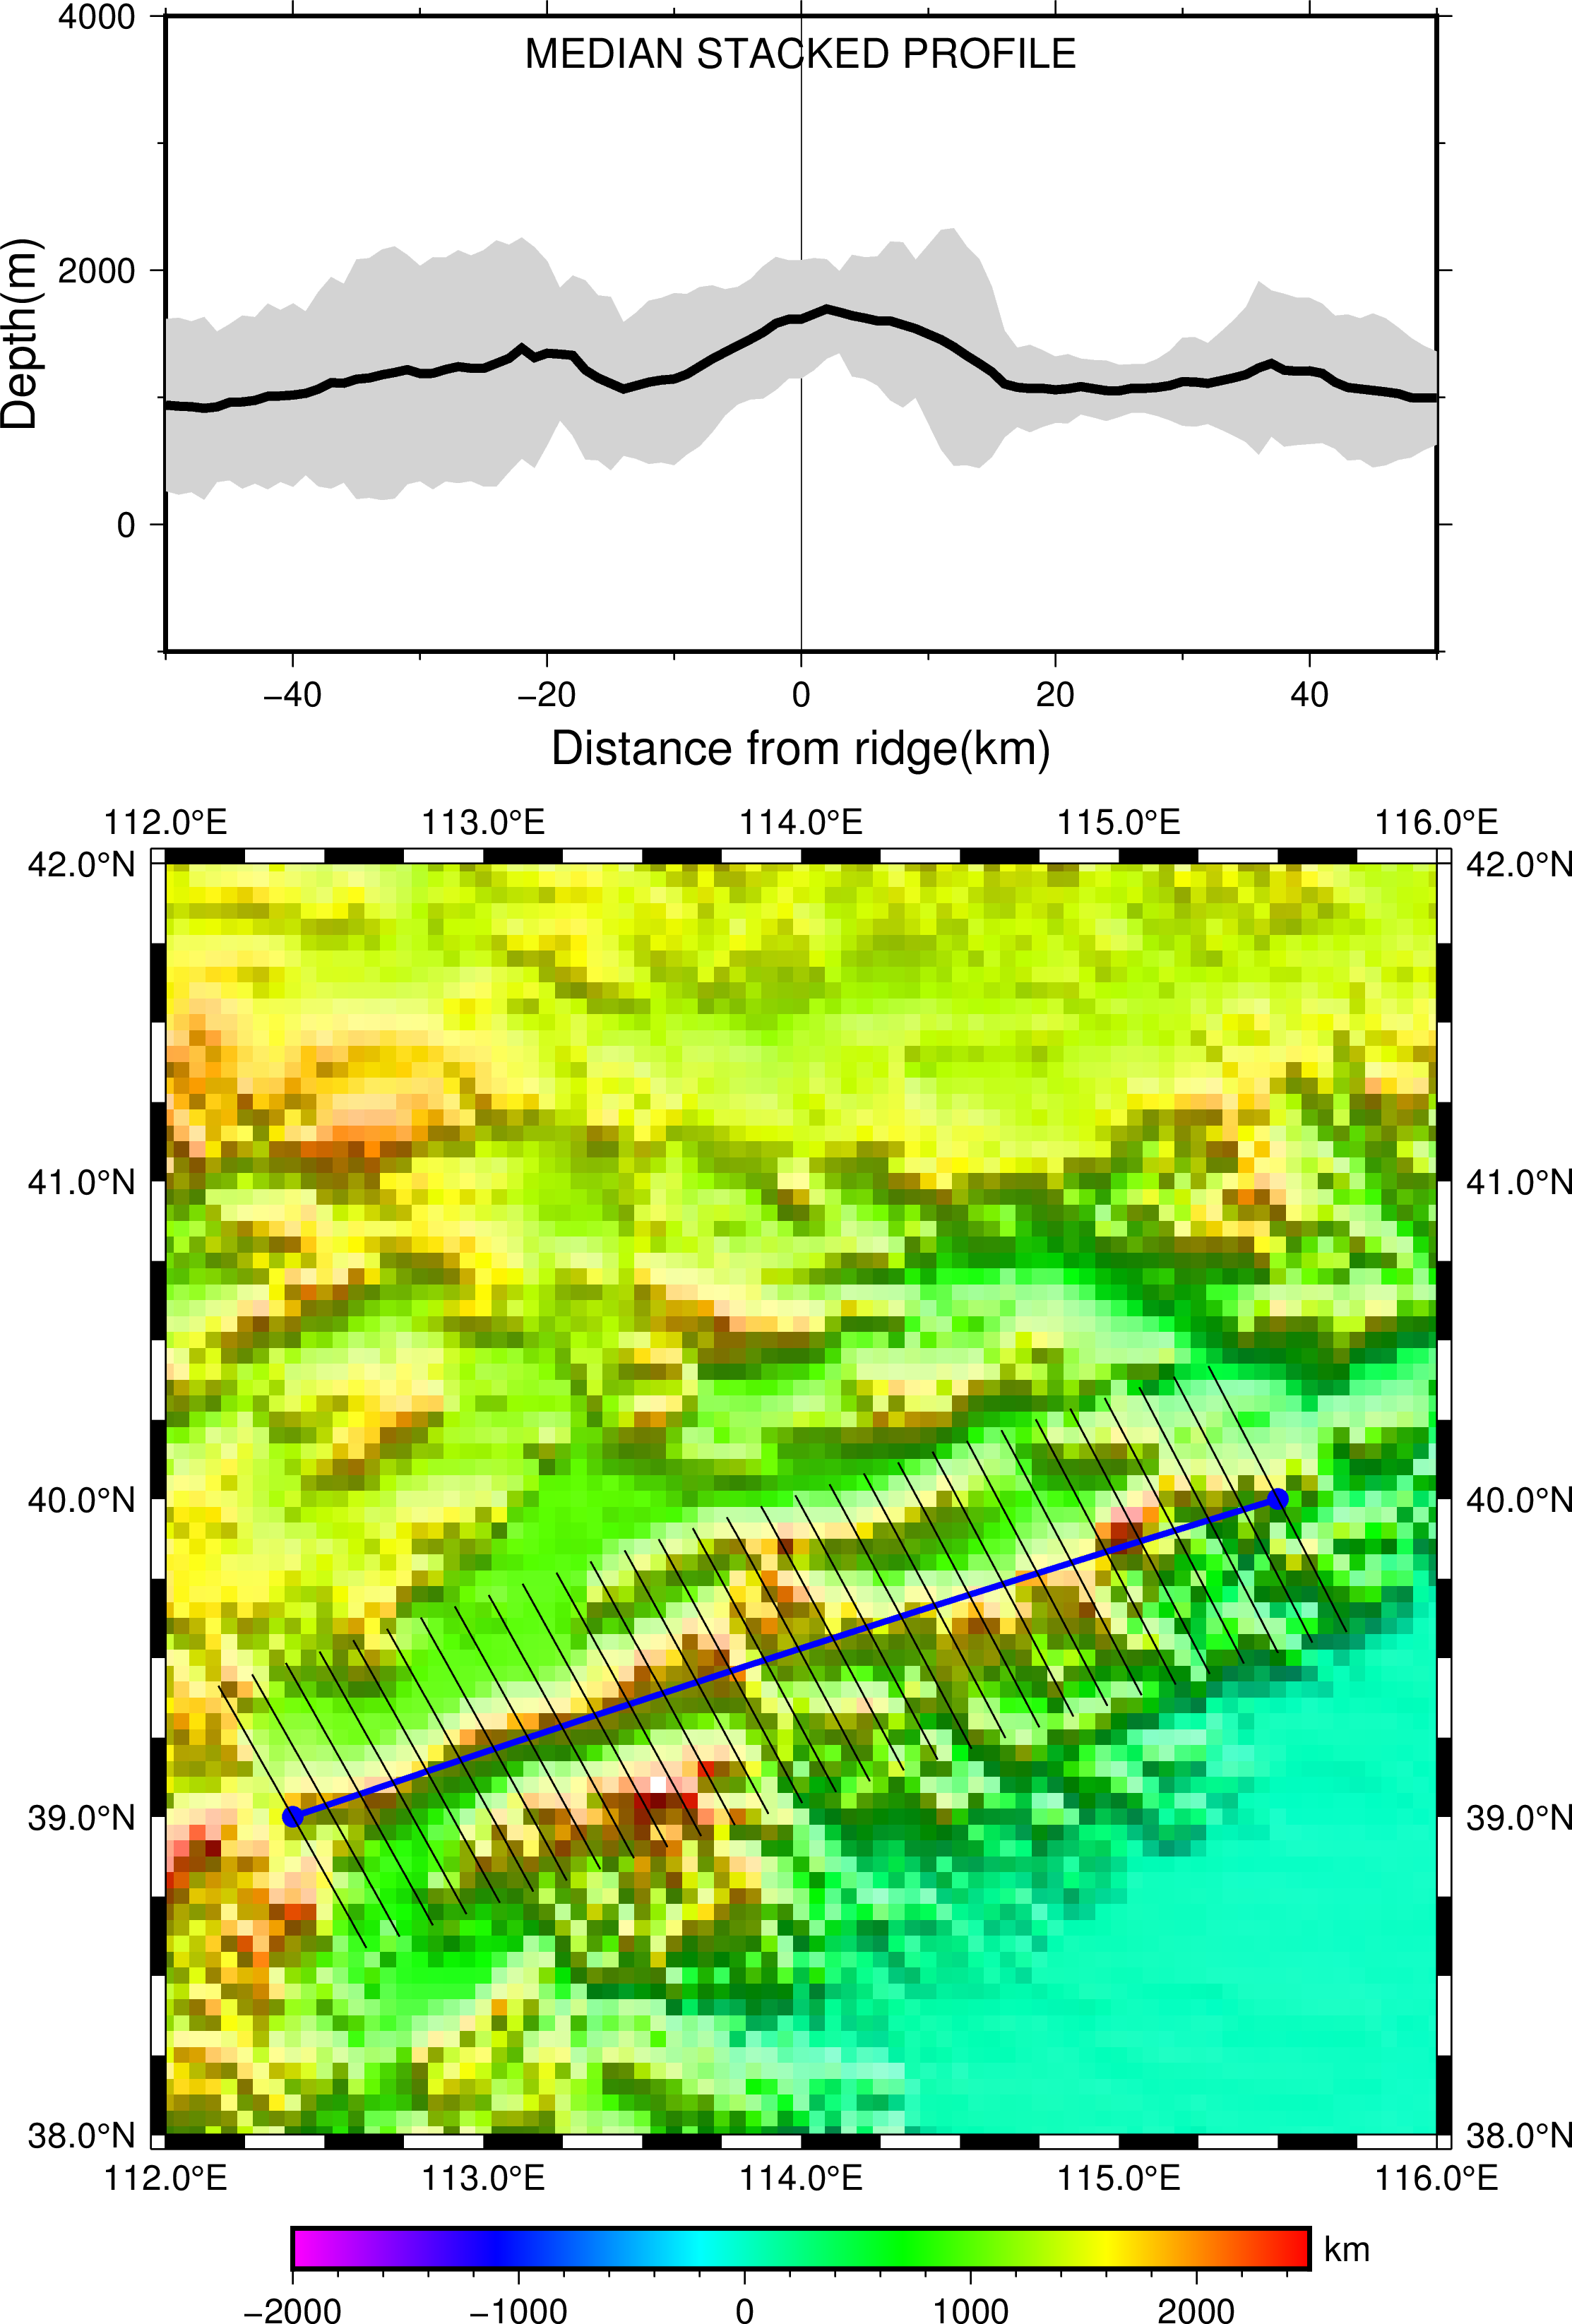 4000
MEDIAN STACKED PROFILE
2000
0
Depth(m)
−40 −20 0 20 40
Distance from ridge(km)
112.0°E 113.0°E 114.0°E 115.0°E 116.0°E
42.0°N 42.0°N
41.0°N 41.0°N
40.0°N 40.0°N
39.0°N 39.0°N
38.0°N 38.0°N
112.0°E 113.0°E 114.0°E 115.0°E 116.0°E
km
−2000 −1000 0 1000 2000